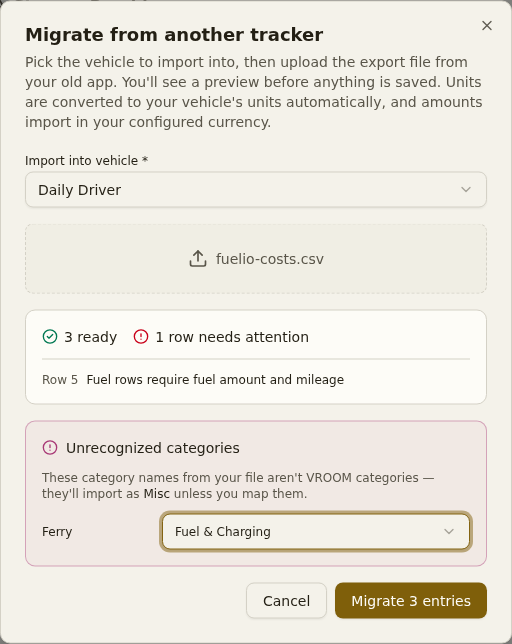 Migrate from another tracker
Pick the vehicle to import into, then upload the export file from
your old app. You'll see a preview before anything is saved. Units
are converted to your vehicle's units automatically, and amounts
import in your configured currency.
Import into vehicle *
Daily Driver
fuelio-costs.csv
3 ready 1 row needs attention
Row 5 Fuel rows require fuel amount and mileage
Unrecognized categories
These category names from your file aren't VROOM categories —
they'll import as Misc unless you map them.
Ferry Fuel & Charging
Cancel Migrate 3 entries